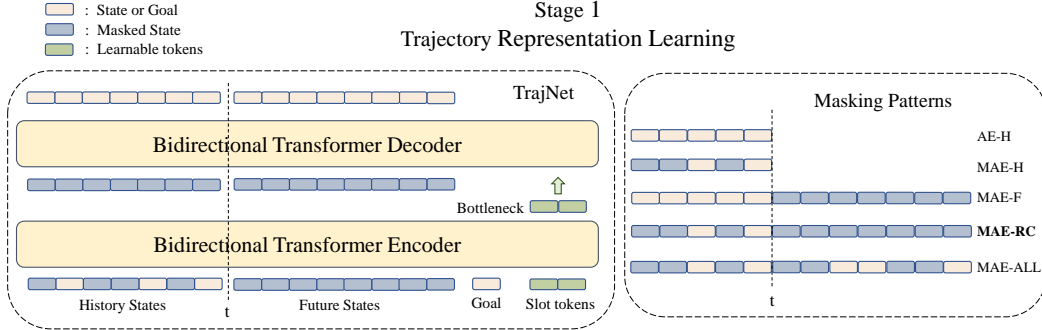 : State or Goal
: Masked State
: Learnable tokens
Stage 1
Trajectory Representation Learning
TrajNet
Bidirectional Transformer Decoder
Bottleneck
Bidirectional Transformer Encoder
History States
t
Future States
Goal
Slot tokens
Masking Patterns
AE-H
MAE-H
MAE-F
MAE-RC
MAE-ALL
t